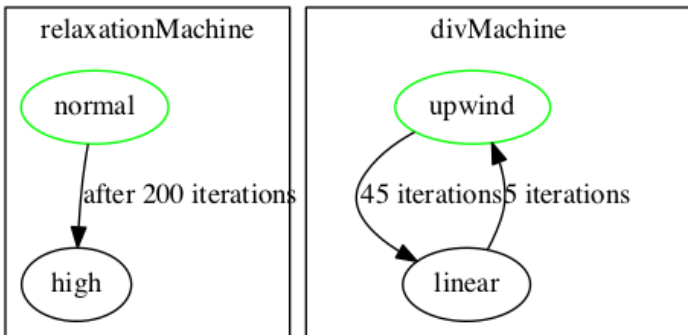 relaxationMachine
normal
after 200 iterations
high
divMachine
upwind
45 iterations
5 iterations
linear